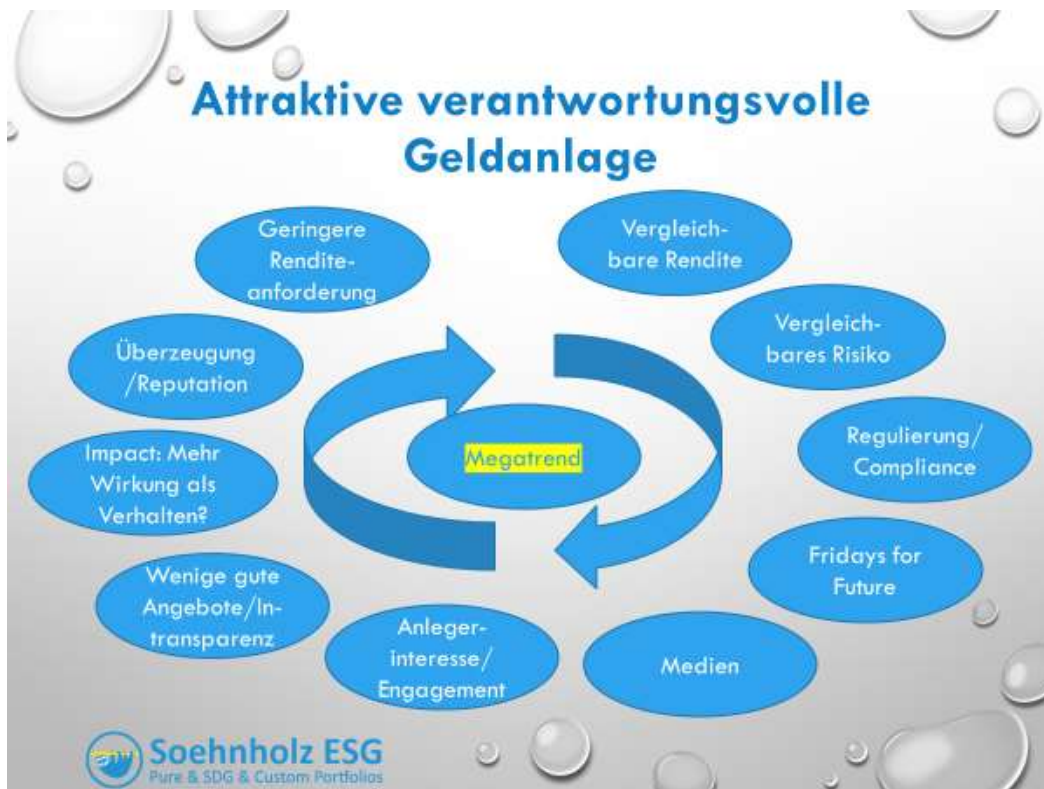 Attraktive verantwortungsvolle
Geldanlage
Geringere
Rendite-
anforderung
Vergleich-
bare Rendite
Vergleich-
bares Risiko
Überzeugung
/Reputation
Regulierung/
Compliance
Megatrend
Impact: Mehr
Wirkung als
Verhalten?
Fridays for
Future
Wenige gute
Angebote/In-
transparenz
Anleger-
interesse/
Engagement
Medien
Soehnholz ESG
Pure & SDG & Custom Portfolios